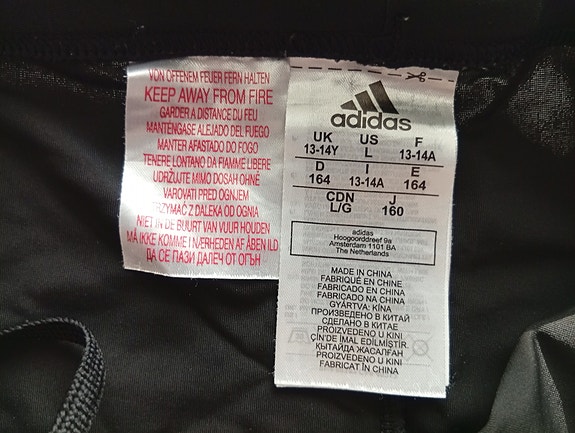 VON OFFENEM FEUER FERN HALTEN
KEEP AWAY FROM FIRE
GARDER A DISTANCE DU FEU
MANTÉNGASE ALEJADO DEL FUEGO
MANTER AFASTADO DO FOGO
TENERE LONTANO DA FIAMME LIBERE
UDRŽUJTE MIMO DOSAH OHNĚ
VAROVATI PRED OGNJEM
TRZYMAĆ Z DALEKA OD OGNIA
NIET IN DE BUURT VAN VUUR HOUDEN
MÅ IKKE KOMME I NÆRHEDEN AF ÅBEN ILD
ДА СЕ ПАЗИ ДАЛЕЧ ОТ ОГЪН
adidas
UK US F
13-14Y L 13-14A
D I E
164 13-14A 164
CDN J
L/G 160
adidas
Hoogoorddreef 9a
Amsterdam 1101 BA
The Netherlands
MADE IN CHINA
FABRIQUÉ EN CHINE
FABRICADO EN CHINA
FABRICADO NA CHINA
GYÁRTVA: KÍNA
ПРОИЗВЕДЕНО В КИТАЙ
СДЕЛАНО В КИТАЕ
PROIZVEDENO U KINI
ÇİN'DE İMAL EDİLMİŞTİR
КЫТАЙДА ЖАСАЛҒАН
PROIZVEDENO U KINI
FABRICAT ÎN CHINA